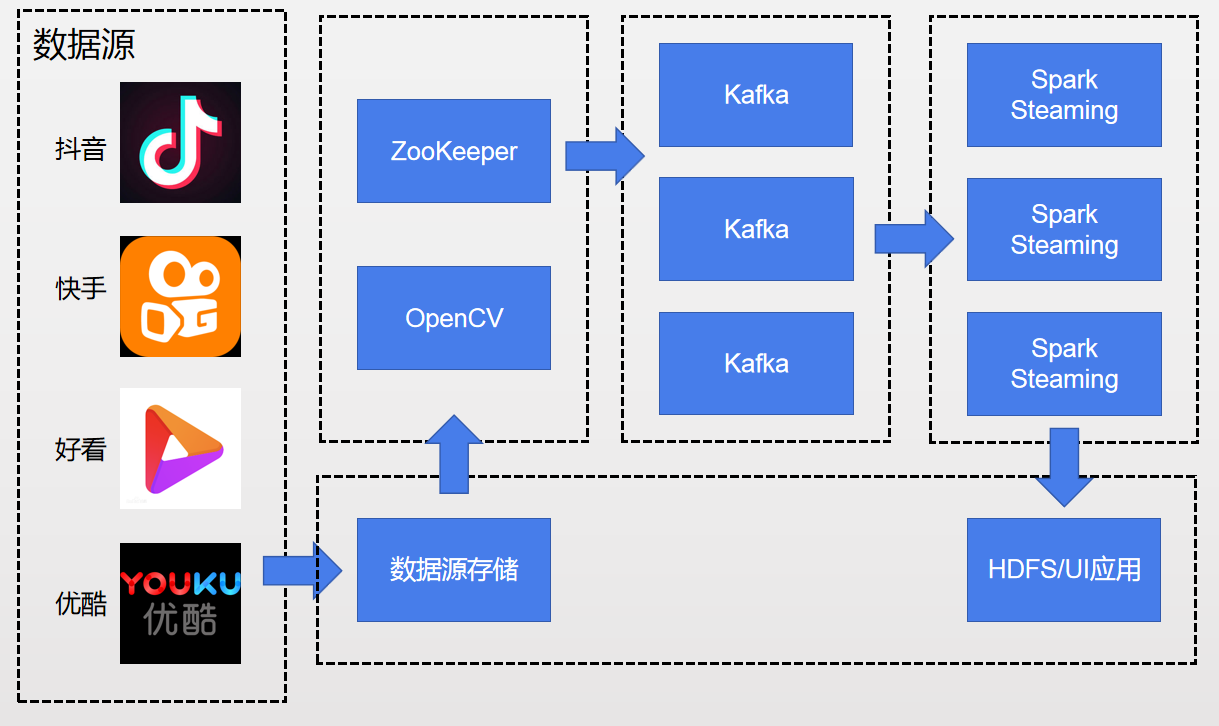 数据源
抖音
快手
好看
优酷
YOUKU
优酷
ZooKeeper
OpenCV
Kafka
Kafka
Kafka
Spark
Steaming
Spark
Steaming
Spark
Steaming
数据源存储
HDFS/UI应用